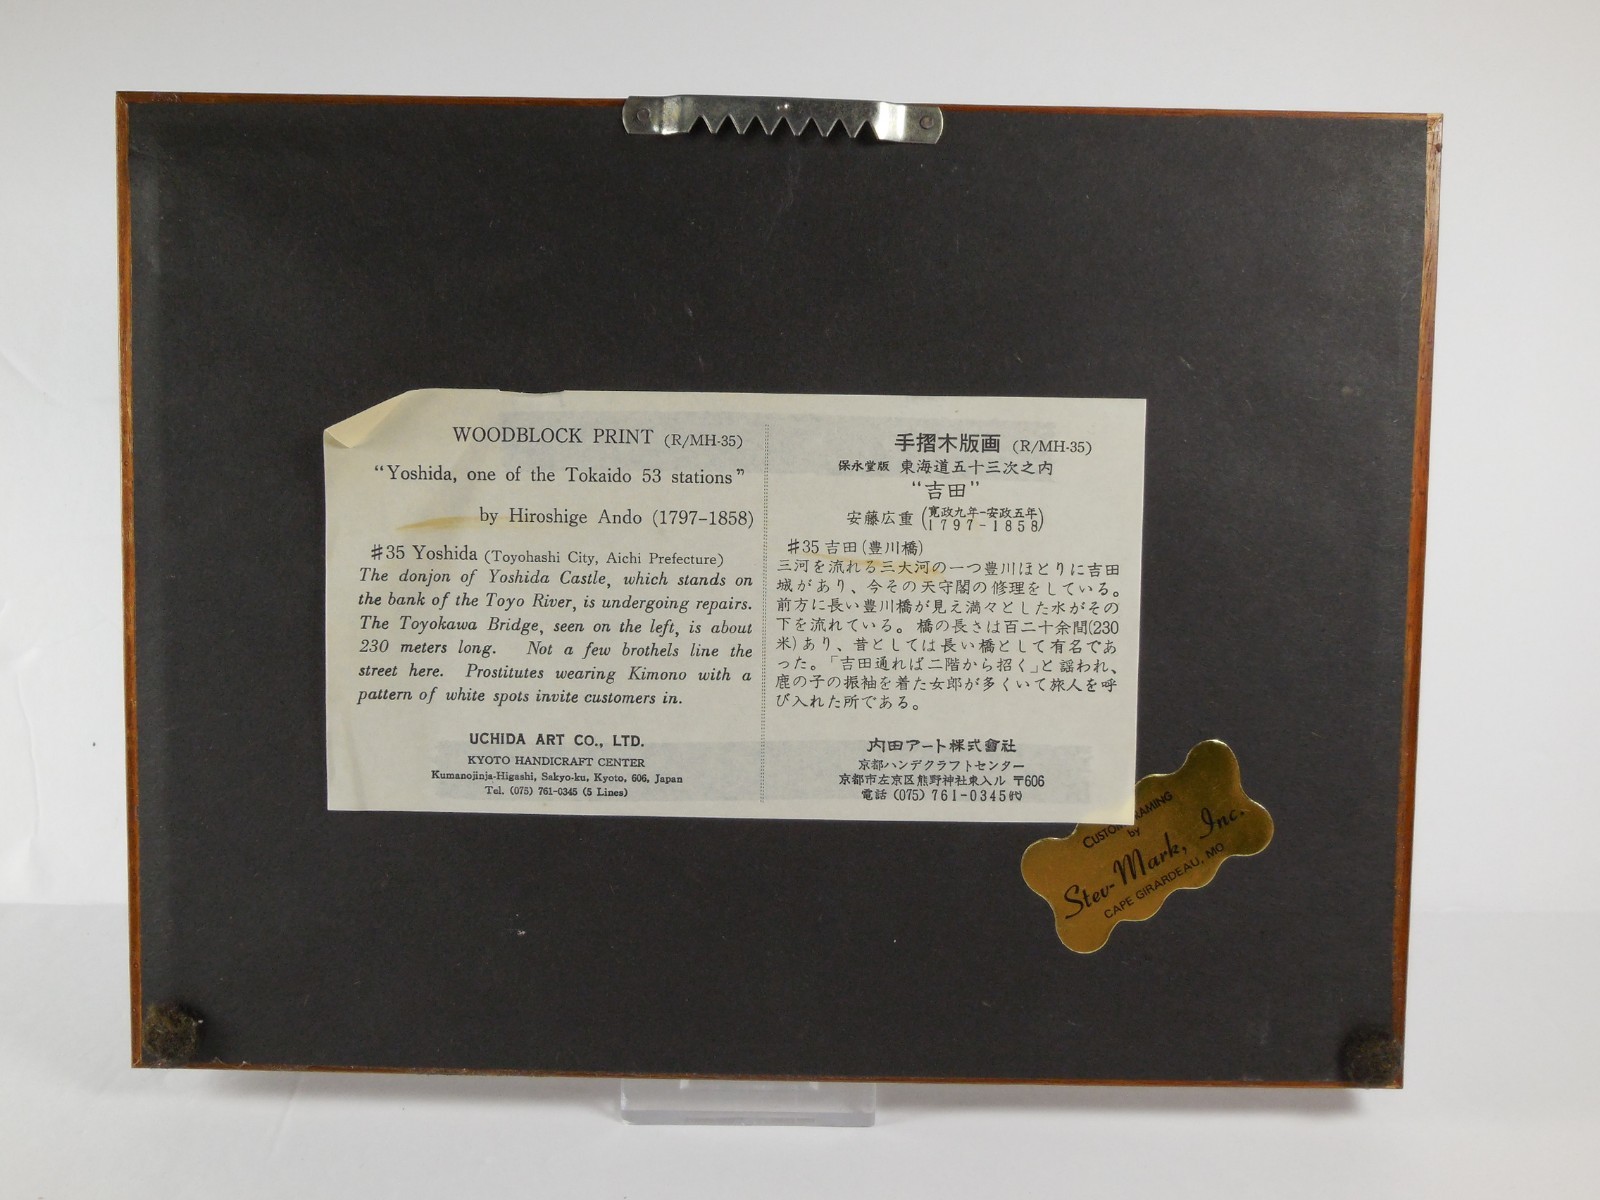 WOODBLOCK PRINT (R/MH-35)
"Yoshida, one of the Tokaido 53 stations"
by Hiroshige Ando (1797-1858)
#35 Yoshida (Toyohashi City, Aichi Prefecture)
The donjon of Yoshida Castle, which stands on
the bank of the Toyo River, is undergoing repairs.
The Toyokawa Bridge, seen on the left, is about
230 meters long. Not a few brothels line the
street here. Prostitutes wearing Kimono with a
pattern of white spots invite customers in.
UCHIDA ART CO., LTD.
KYOTO HANDICRAFT CENTER
Kumanojinja-Higashi, Sakyo-ku, Kyoto, 606, Japan
Tel. (075) 761-0345 (5 Lines)
手摺木版画 (R/MH-35)
保永堂版 東海道五十三次之内
"吉田"
安藤広重 (寛政九年-安政五年
1797-1858)
#35 吉田(豊川橋)
三河を流れる三大河の一つ豊川ほとりに吉田
城があり、今その天守閣の修理をしている。
前方に長い豊川橋が見え満々とした水がその
下を流れている。橋の長さは百二十余間(230
米)あり、昔としては長い橋として有名であ
った。「吉田通れば二階から招く」と謡われ、
鹿の子の振袖を着た女郎が多くいて旅人を呼
び入れた所である。
内田アート株式會社
京都ハンデクラフトセンター
京都市左京区熊野神社東入ル 〒606
電話 (075) 761-0345㈹
CUSTOM FRAMING
by
Stev-Mark, Inc.
CAPE GIRARDEAU, MO